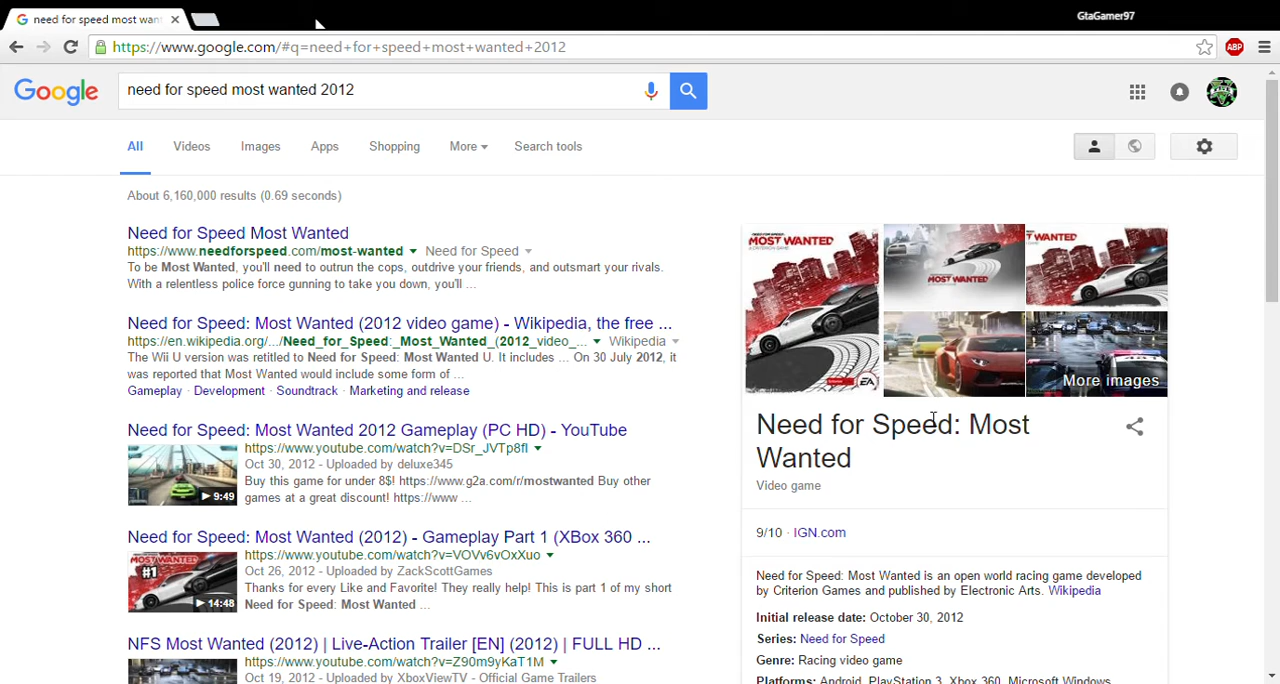 need for speed most want
GtaGamer97
https://www.google.com/#q=need+for+speed+most+wanted+2012
ABP
Google
need for speed most wanted 2012
All Videos Images Apps Shopping More Search tools
About 6,160,000 results (0.69 seconds)
Need for Speed Most Wanted
https://www.needforspeed.com/most-wanted Need for Speed
To be Most Wanted, you'll need to outrun the cops, outdrive your friends, and outsmart your rivals.
With a relentless police force gunning to take you down, you'll ...
Need for Speed: Most Wanted (2012 video game) - Wikipedia, the free ...
https://en.wikipedia.org/.../Need_for_Speed:_Most_Wanted_(2012_video_... Wikipedia
The Wii U version was retitled to Need for Speed: Most Wanted U. It includes ... On 30 July 2012, it
was reported that Most Wanted would include some form of ...
Gameplay · Development · Soundtrack · Marketing and release
Need for Speed: Most Wanted 2012 Gameplay (PC HD) - YouTube
https://www.youtube.com/watch?v=DSr_JVTp8fI
Oct 30, 2012 - Uploaded by deluxe345
Buy this game for under 8$! https://www.g2a.com/r/mostwanted Buy other
games at a great discount! https://www ...
9:49
Need for Speed: Most Wanted (2012) - Gameplay Part 1 (XBox 360 ...
https://www.youtube.com/watch?v=VOVv6vOxXuo
Oct 26, 2012 - Uploaded by ZackScottGames
Thanks for every Like and Favorite! They really help! This is part 1 of my short
Need for Speed: Most Wanted ...
MOST WANTED
#1
14:48
NFS Most Wanted (2012) | Live-Action Trailer [EN] (2012) | FULL HD ...
https://www.youtube.com/watch?v=Z90m9yKaT1M
Oct 19, 2012 - Uploaded by XboxViewTV - Official Game Trailers
MOST WANTED
EA
MOST WANTED
WANTED
More images
Need for Speed: Most
Wanted
Video game
9/10 · IGN.com
Need for Speed: Most Wanted is an open world racing game developed
by Criterion Games and published by Electronic Arts. Wikipedia
Initial release date: October 30, 2012
Series: Need for Speed
Genre: Racing video game
Platforms: Android, PlayStation 3, Xbox 360, Microsoft Windows,